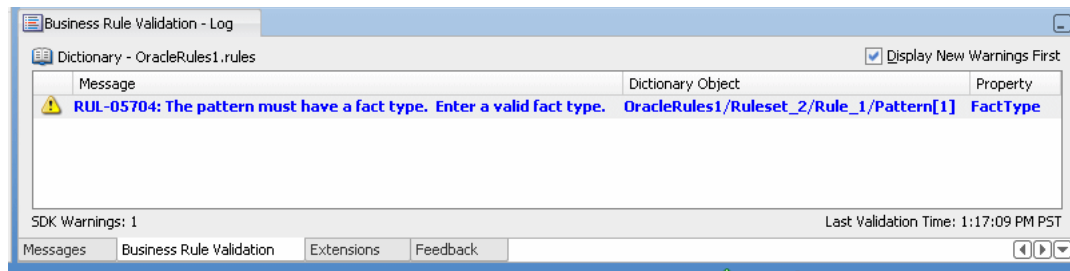 Business Rule Validation - Log
Dictionary - OracleRules1.rules Display New Warnings First
Message Dictionary Object Property
RUL-05704: The pattern must have a fact type. Enter a valid fact type. OracleRules1/Ruleset_2/Rule_1/Pattern[1] FactType
SDK Warnings: 1 Last Validation Time: 1:17:09 PM PST
Messages Business Rule Validation Extensions Feedback